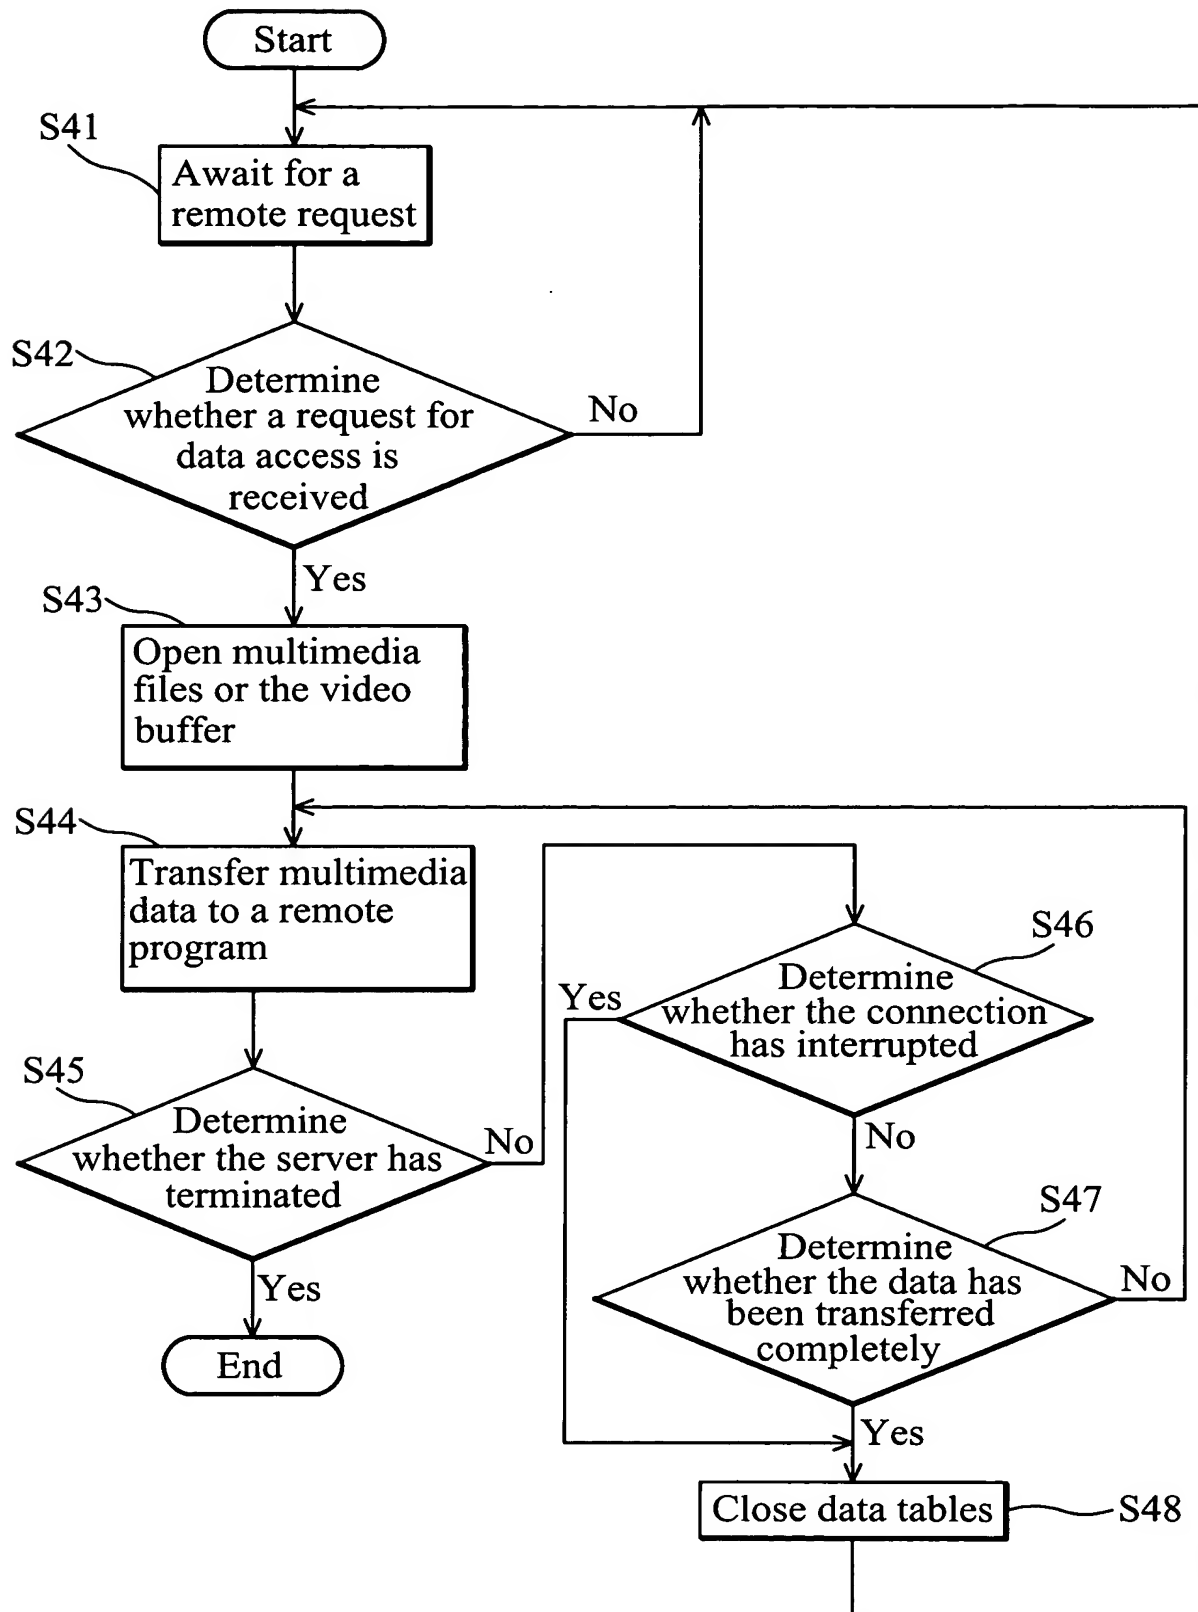 Start
S41
Await for a
remote request
S42
Determine
whether a request for
data access is
received
No
Yes
S43
Open multimedia
files or the video
buffer
S44
Transfer multimedia
data to a remote
program
S45
Determine
whether the server has
terminated
No
Yes
End
S46
Determine
whether the connection
has interrupted
Yes
No
S47
Determine
whether the data has
been transferred
completely
No
Yes
Close data tables
S48